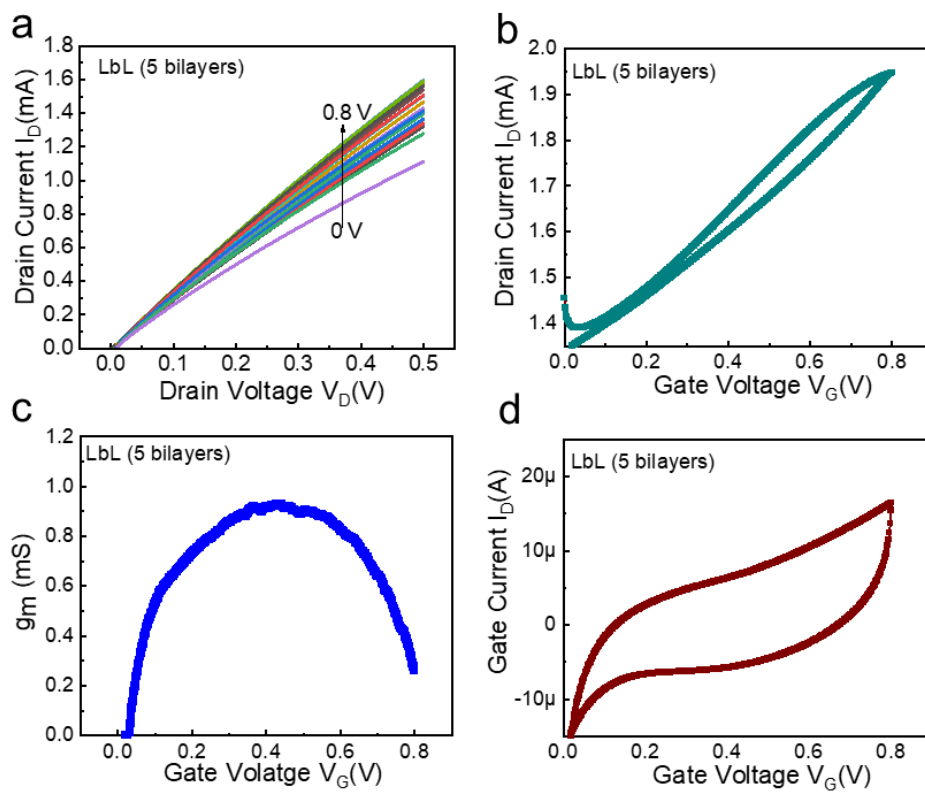 a
LbL (5 bilayers)
0.8 V
0 V
Drain Current I_D(mA)
1.8
1.6
1.4
1.2
1.0
0.8
0.6
0.4
0.2
0.0
0.0 0.1 0.2 0.3 0.4 0.5
Drain Voltage V_D(V)
b
LbL (5 bilayers)
Drain Current I_D(mA)
2.0
1.9
1.8
1.7
1.6
1.5
1.4
0.0 0.2 0.4 0.6 0.8
Gate Voltage V_G(V)
c
LbL (5 bilayers)
gm (mS)
1.2
1.0
0.8
0.6
0.4
0.2
0.0
0.0 0.2 0.4 0.6 0.8
Gate Volatge V_G(V)
d
LbL (5 bilayers)
Gate Current I_D(A)
20µ
10µ
0
-10µ
0.0 0.2 0.4 0.6 0.8
Gate Voltage V_G(V)